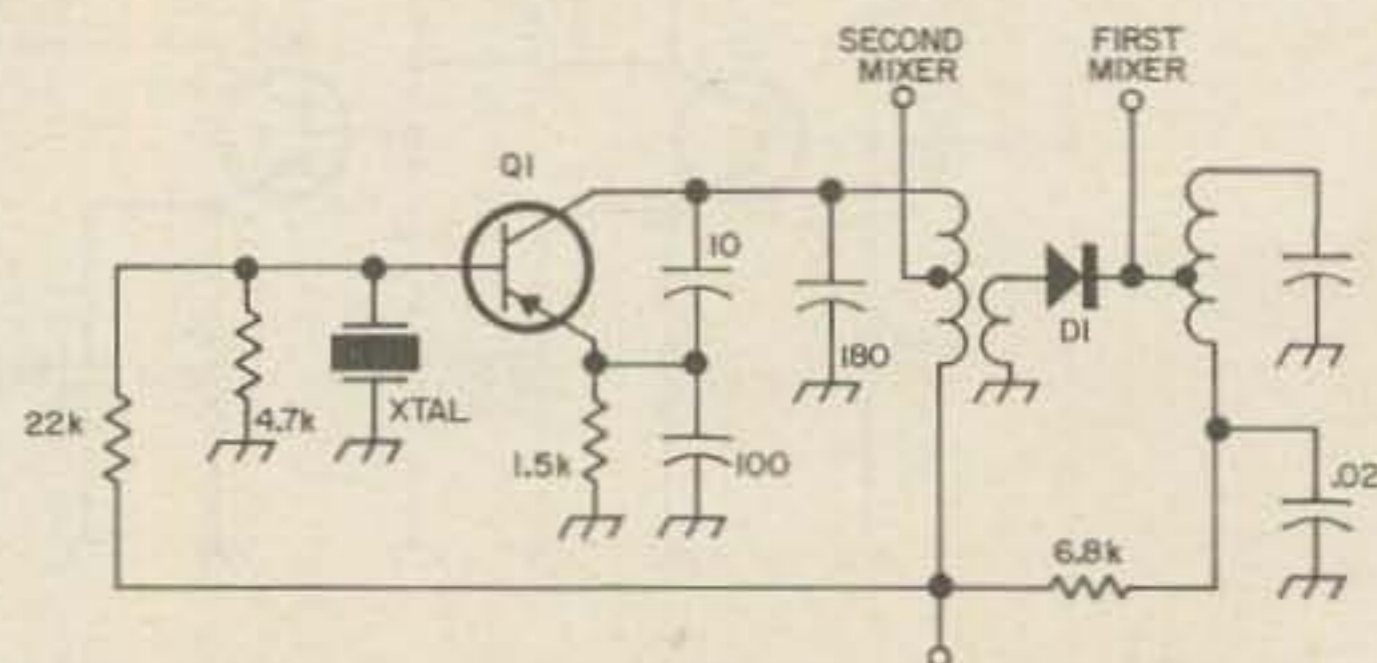 SECOND
MIXER
FIRST
MIXER
Q1
10
180
D1
22k
4.7k
XTAL
1.5k
100
.02
6.8k